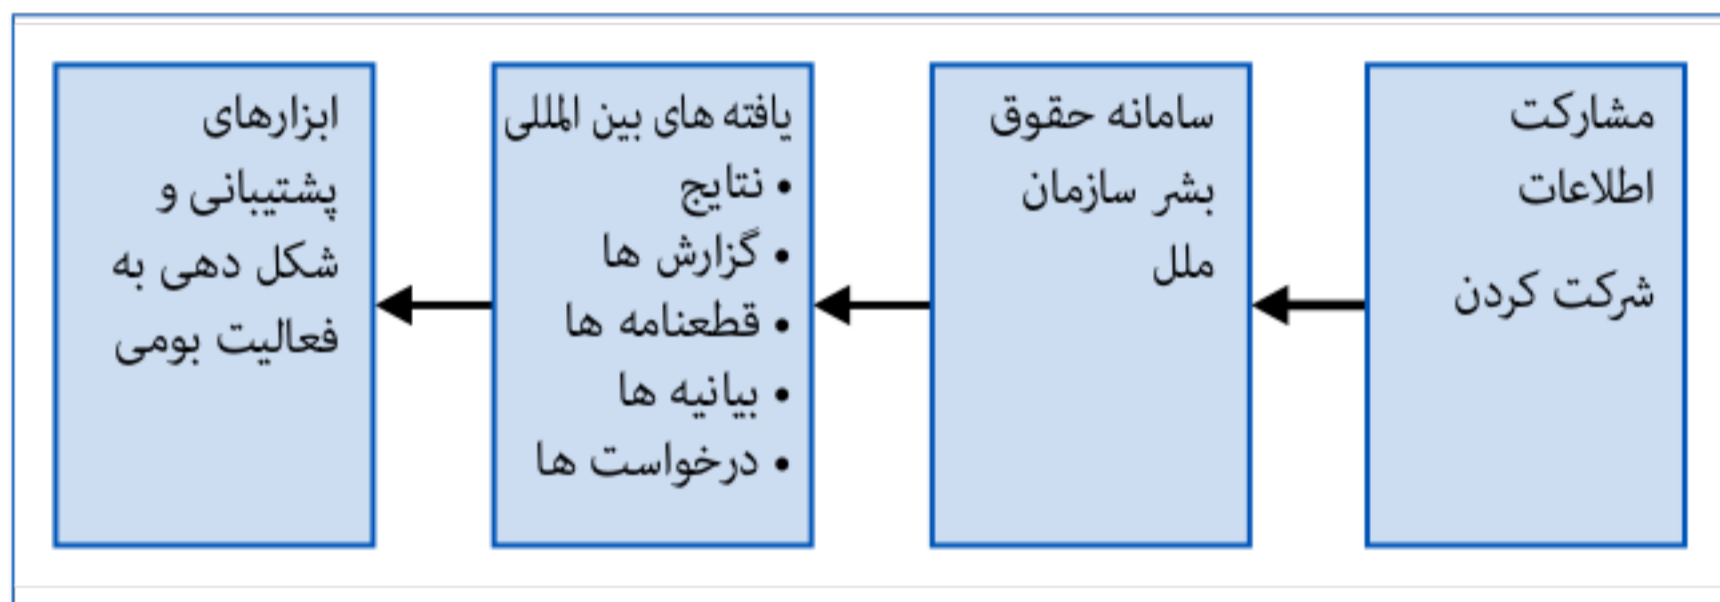 مشارکت
اطلاعات
شرکت کردن
سامانه حقوق
بشر سازمان
ملل
یافته های بین المللی
• نتایج
• گزارش ها
• قطعنامه ها
• بیانیه ها
• درخواست ها
ابزارهای
پشتیبانی و
شکل دهی به
فعالیت بومی